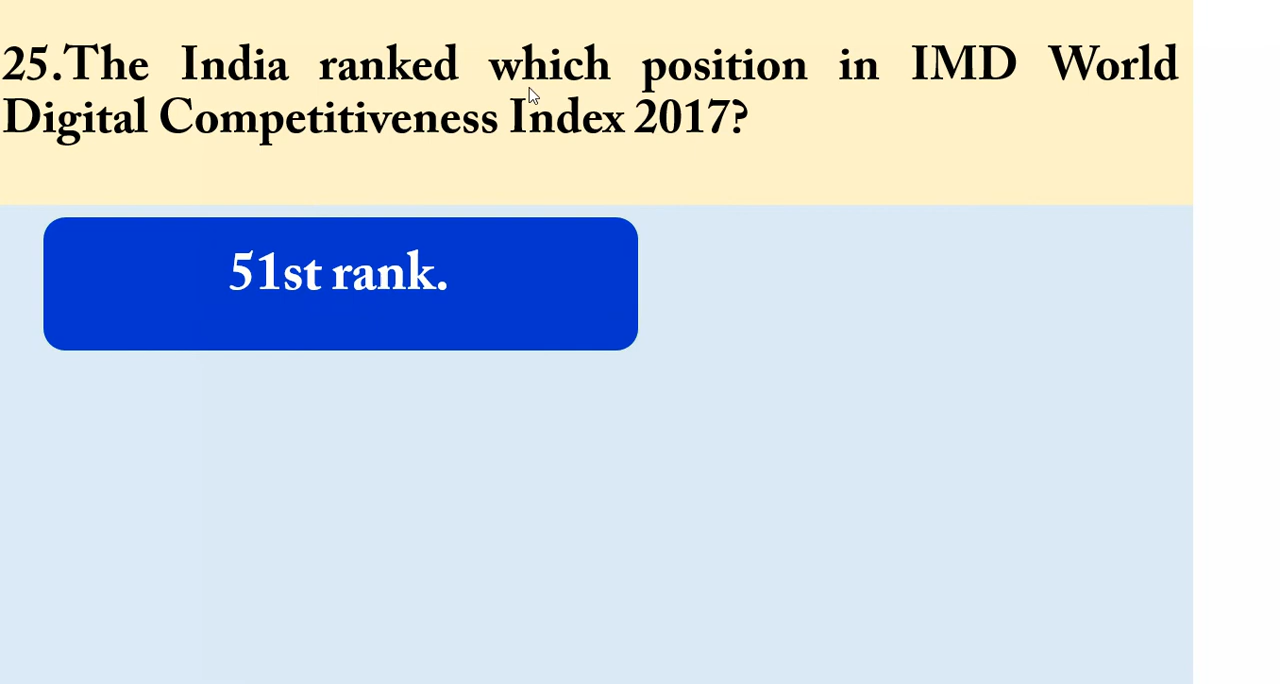 25.The India ranked which position in IMD World
Digital Competitiveness Index 2017?
51st rank.